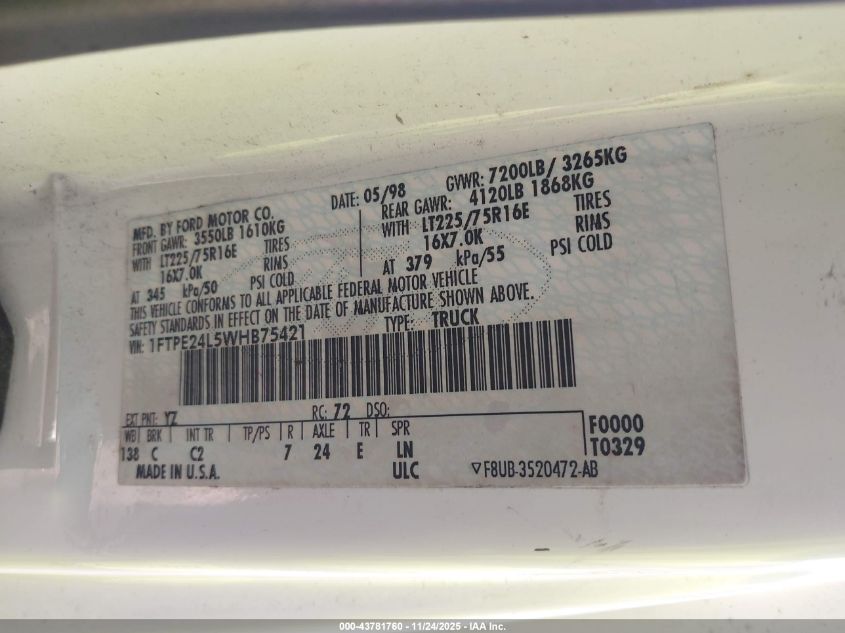 MFD. BY FORD MOTOR CO.
DATE: 05/98
GVWR: 7200LB/ 3265KG
FRONT GAWR: 3550LB 1610KG
REAR GAWR: 4120LB 1868KG
WITH LT225/75R16E TIRES
WITH LT225/75R16E TIRES
16X7.0K RINS
16X7.0K RINS
AT 345 kPa/50 PSI COLD
AT 379 kPa/55 PSI COLD
THIS VEHICLE CONFORMS TO ALL APPLICABLE FEDERAL MOTOR VEHICLE
SAFETY STANDARDS IN EFFECT ON THE DATE OF MANUFACTURE SHOWN ABOVE.
VIN: 1FTPE24L5WHB75421
TYPE: TRUCK
EXT PNT: YZ RC: 72 DSO:
WB BRK INT TR TP/PS R AXLE TR SPR
138 C C2 7 24 E LN
MADE IN U.S.A. ULC
F0000
T0329
F8UB-3520472-AB
000-43781760 - 11/24/2025 - IAA Inc.